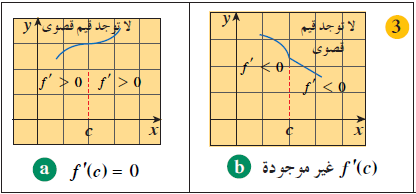 3
لا توجد قيم قصوى
y
f′ < 0
f′ < 0
c
x
b f′(c) غير موجودة
لا توجد قيم قصوى
y
f′ > 0 f′ > 0
c
x
a f′(c) = 0